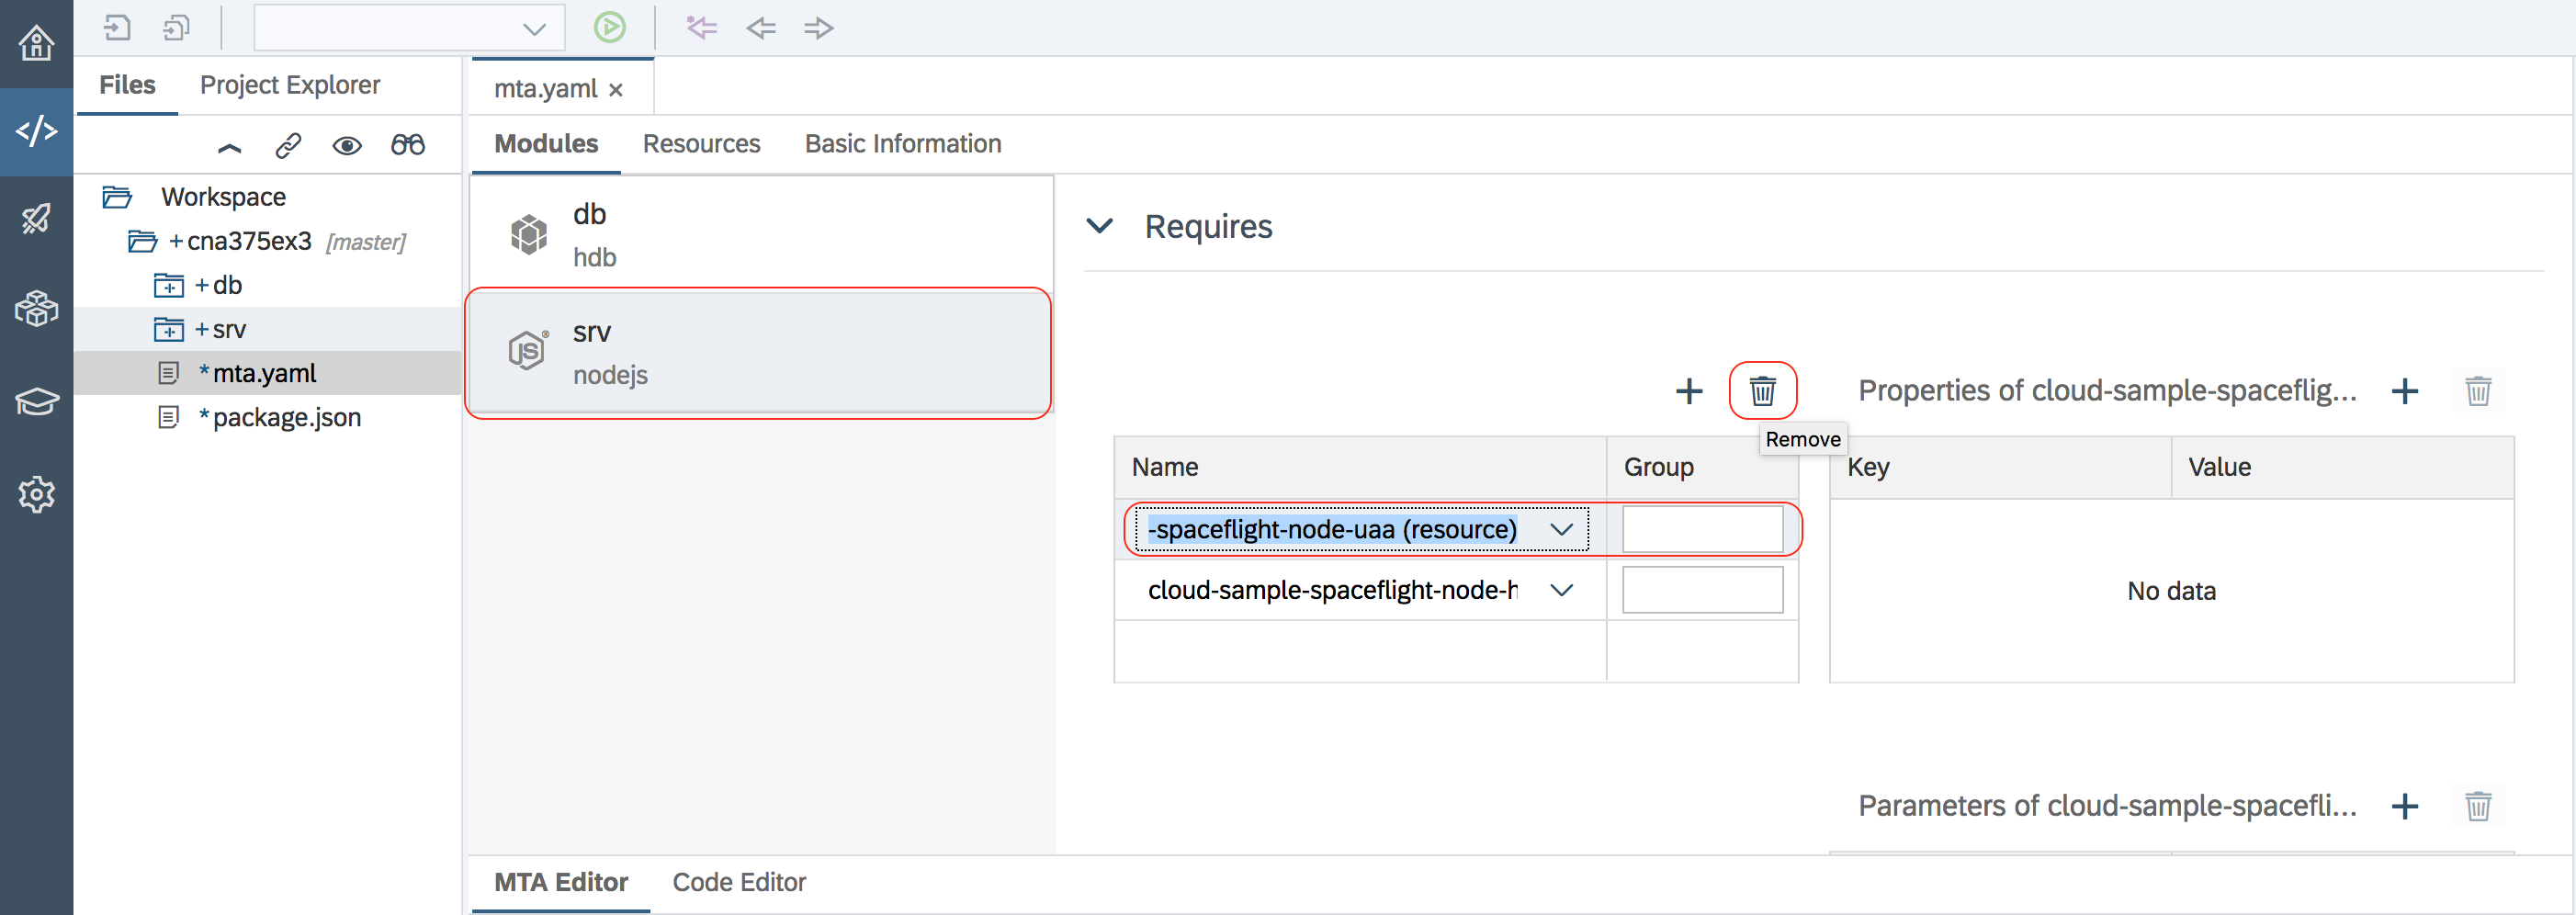 Files
Project Explorer
mta.yaml ×
Modules
Resources
Basic Information
Workspace
+cna375ex3 [master]
+db
+srv
*mta.yaml
*package.json
db
hdb
JS
srv
nodejs
Requires
Properties of cloud-sample-spaceflig...
Remove
Name
Group
Key
Value
-spaceflight-node-uaa (resource)
cloud-sample-spaceflight-node-h
No data
Parameters of cloud-sample-spacefli...
MTA Editor
Code Editor